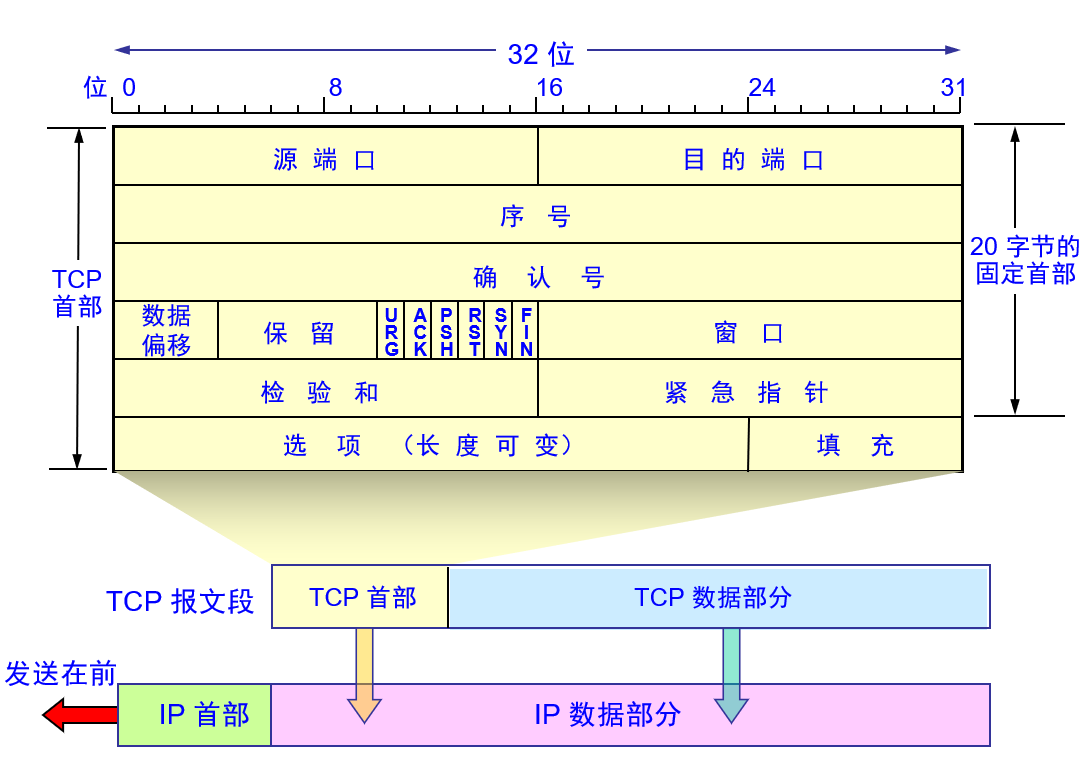 32 位
位 0 8 16 24 31
源 端 口 目 的 端 口
序 号
确 认 号
TCP
首部
20 字节的
固定首部
数据
偏移
保 留
URG
ACK
PSH
RST
SYN
FIN
窗 口
检 验 和 紧 急 指 针
选 项 （长 度 可 变） 填 充
TCP 报文段
TCP 首部 TCP 数据部分
发送在前
IP 首部 IP 数据部分